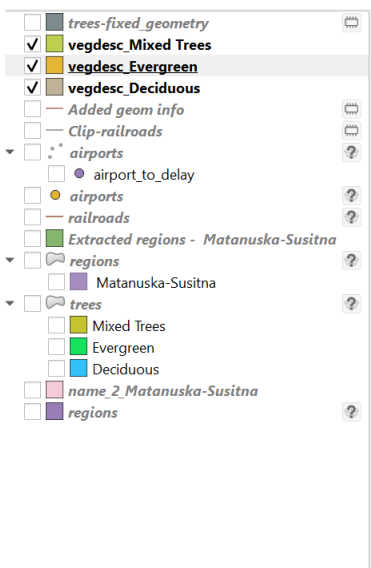 trees-fixed_geometry
vegdesc_Mixed Trees
vegdesc_Evergreen
vegdesc_Deciduous
Added geom info
Clip-railroads
airports
airport_to_delay
airports
railroads
Extracted regions - Matanuska-Susitna
regions
Matanuska-Susitna
trees
Mixed Trees
Evergreen
Deciduous
name_2_Matanuska-Susitna
regions